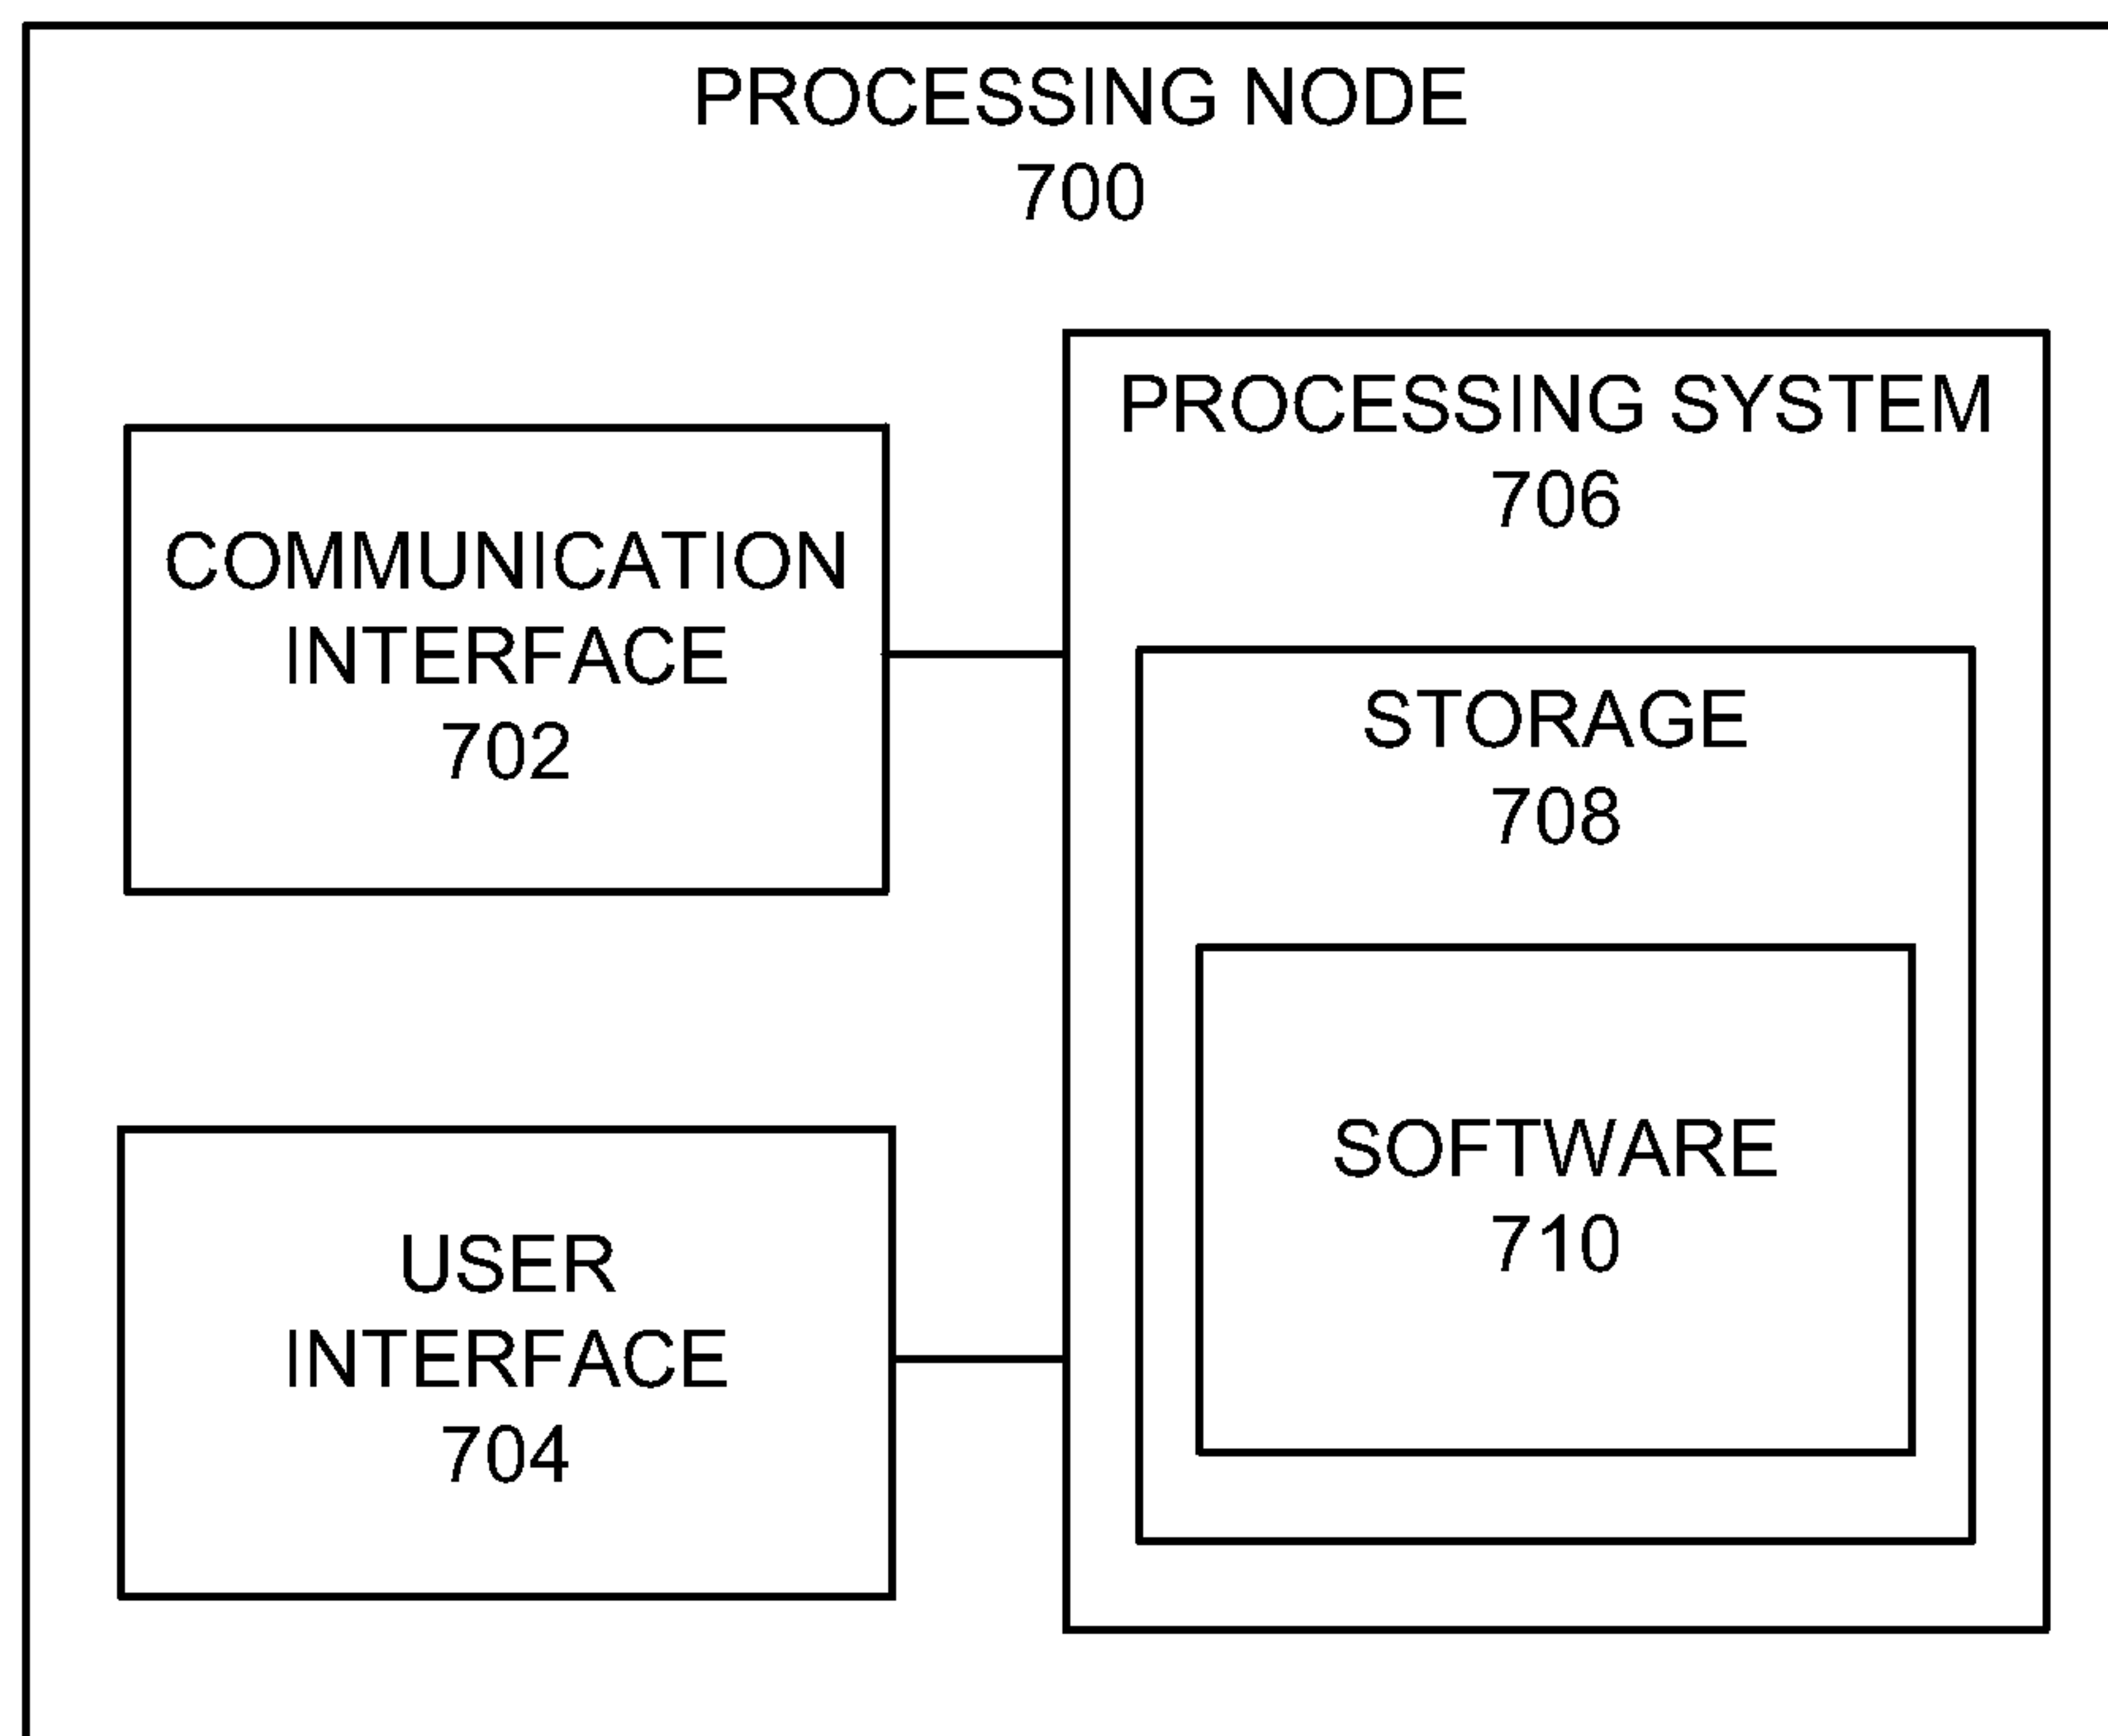 PROCESSING NODE
700
PROCESSING SYSTEM
706
COMMUNICATION
INTERFACE
702
STORAGE
708
SOFTWARE
710
USER
INTERFACE
704